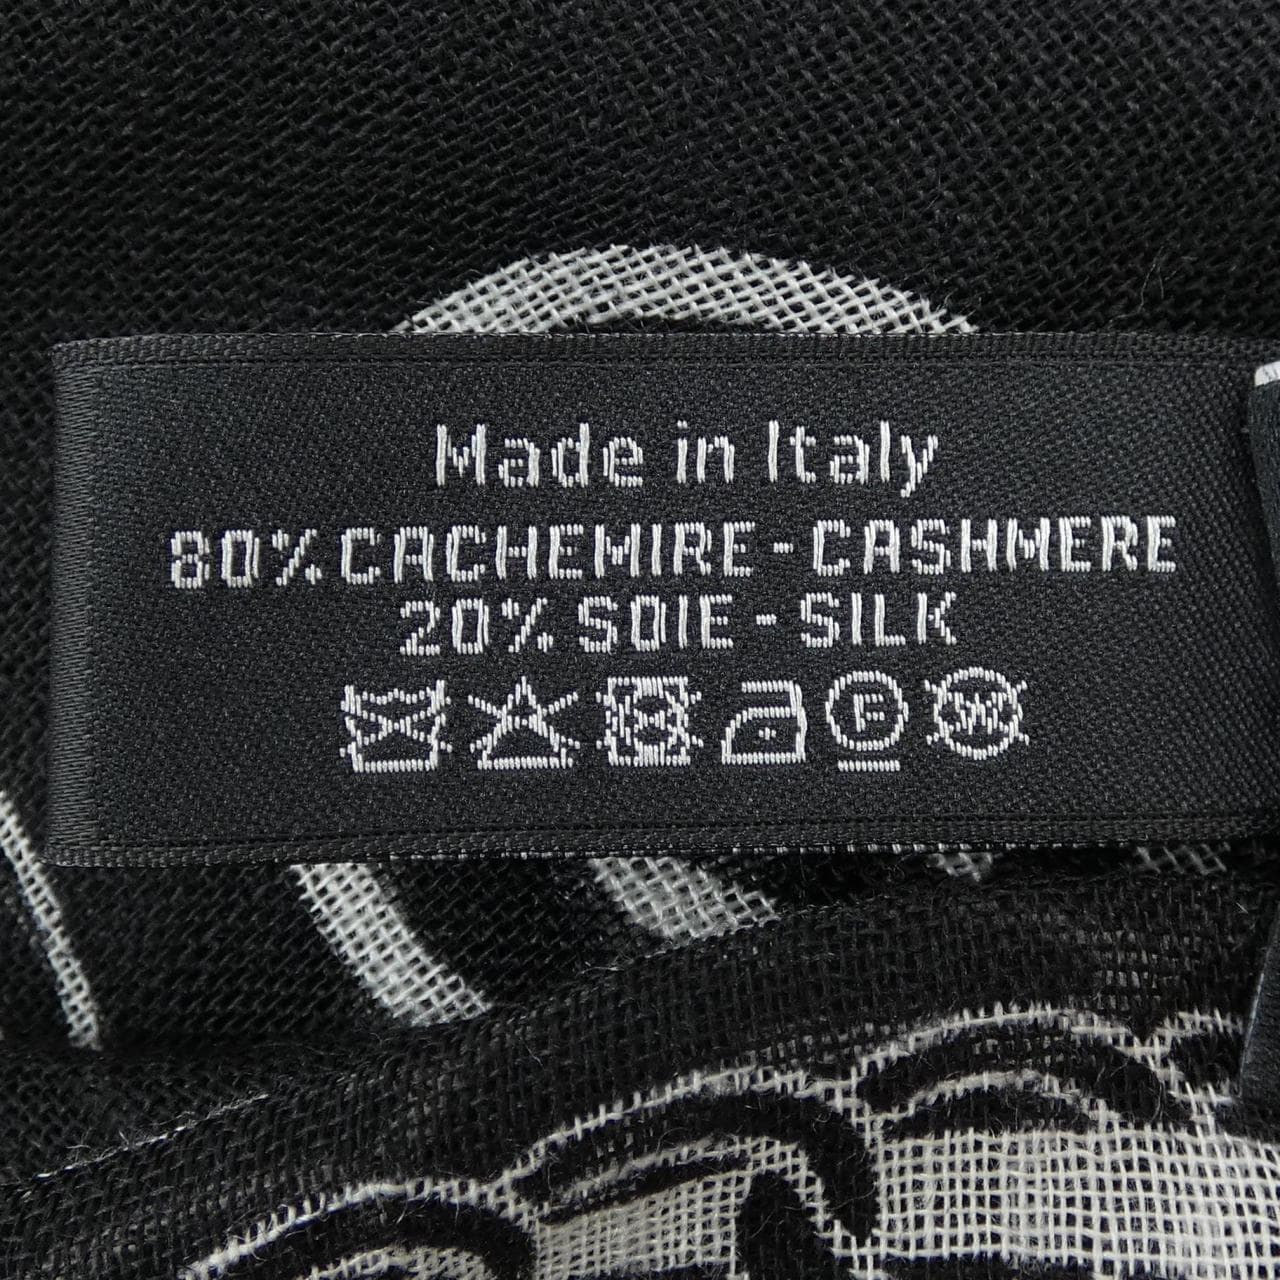 Made in Italy
80% CACHEMIRE - CASHMERE
20% SOIE - SILK
F W